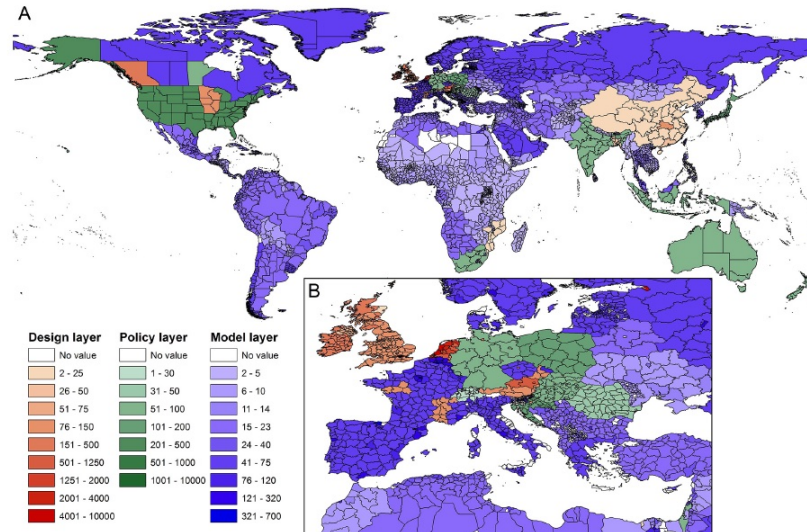 A
B
Design layer
No value
2 - 25
26 - 50
51 - 75
76 - 150
151 - 500
501 - 1250
1251 - 2000
2001 - 4000
4001 - 10000
Policy layer
No value
1 - 30
31 - 50
51 - 100
101 - 200
201 - 500
501 - 1000
1001 - 10000
Model layer
No value
2 - 5
6 - 10
11 - 14
15 - 23
24 - 40
41 - 75
76 - 120
121 - 320
321 - 700